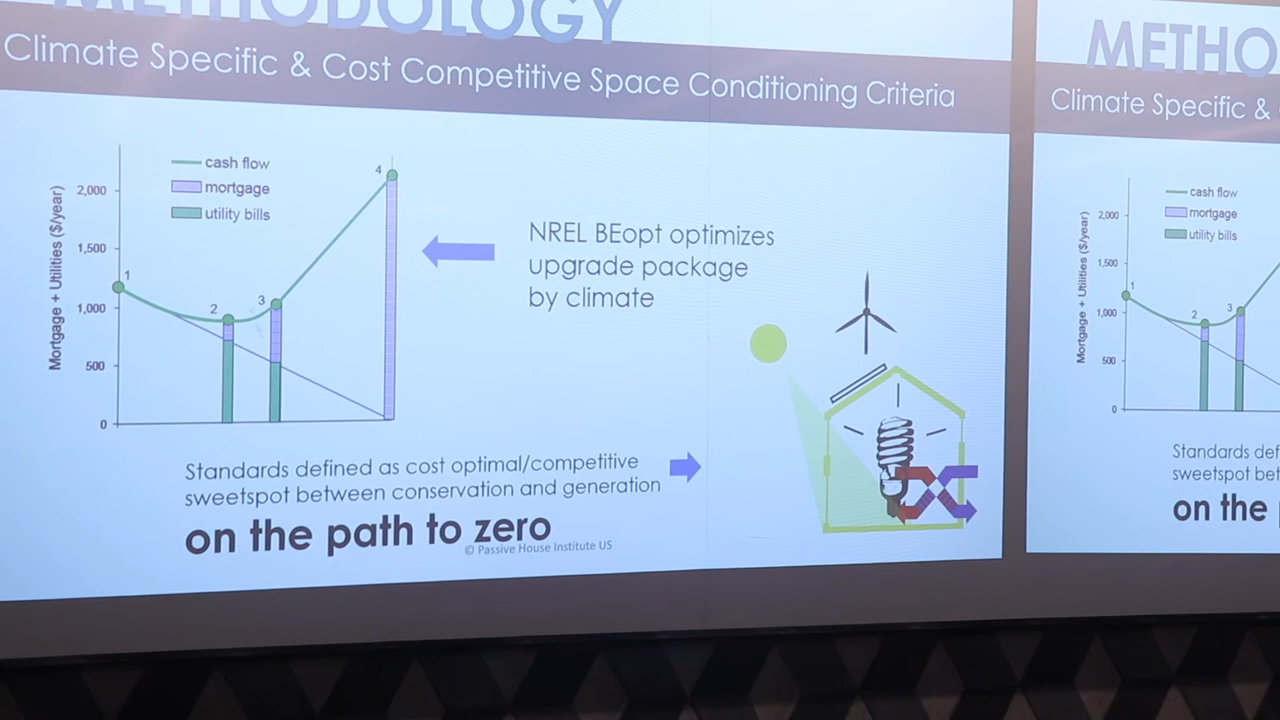 METHODOLOGY
Climate Specific & Cost Competitive Space Conditioning Criteria
Mortgage + Utilities ($/year)
2,000
1,500
1,000
500
0
cash flow
mortgage
utility bills
1
2
3
4
NREL BEopt optimizes
upgrade package
by climate
Standards defined as cost optimal/competitive
sweetspot between conservation and generation
on the path to zero
© Passive House Institute US
METHO
Climate Specific &
Mortgage + Utilities ($/year)
2,000
1,500
1,000
500
0
cash flow
mortgage
utility bills
1
2
3
Standards def
sweetspot bet
on the